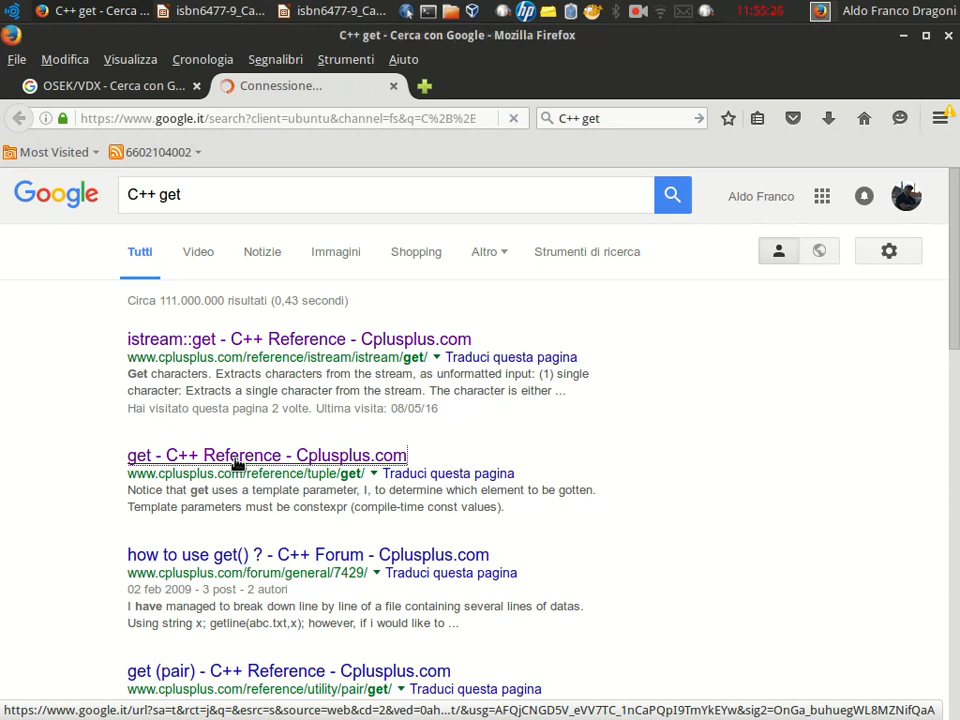 C++ get - Cerca con ...
isbn6477-9_Ca...
isbn6477-9_Ca...
11:55:26
Aldo Franco Dragoni
C++ get - Cerca con Google - Mozilla Firefox
File Modifica Visualizza Cronologia Segnalibri Strumenti Aiuto
OSEK/VDX - Cerca con G...
Connessione...
https://www.google.it/search?client=ubuntu&channel=fs&q=C%2B%2E
C++ get
Most Visited
6602104002
Google
C++ get
Aldo Franco
Tutti Video Notizie Immagini Shopping Altro Strumenti di ricerca
Circa 111.000.000 risultati (0,43 secondi)
istream::get - C++ Reference - Cplusplus.com
www.cplusplus.com/reference/istream/istream/get/ Traduci questa pagina
Get characters. Extracts characters from the stream, as unformatted input: (1) single
character: Extracts a single character from the stream. The character is either ...
Hai visitato questa pagina 2 volte. Ultima visita: 08/05/16
get - C++ Reference - Cplusplus.com
www.cplusplus.com/reference/tuple/get/ Traduci questa pagina
Notice that get uses a template parameter, I, to determine which element to be gotten.
Template parameters must be constexpr (compile-time const values).
how to use get() ? - C++ Forum - Cplusplus.com
www.cplusplus.com/forum/general/7429/ Traduci questa pagina
02 feb 2009 - 3 post - 2 autori
I have managed to break down line by line of a file containing several lines of datas.
Using string x; getline(abc.txt,x); however, if i would like to ...
get (pair) - C++ Reference - Cplusplus.com
www.cplusplus.com/reference/utility/pair/get/ Traduci questa pagina
https://www.google.it/url?sa=t&rct=j&q=&esrc=s&source=web&cd=2&ved=0ah...t/&usg=AFQjCNGD5V_eVV7TC_1nCaPQpI9TmYkEYw&sig2=OnGa_buhuegWL8MZWNifQA